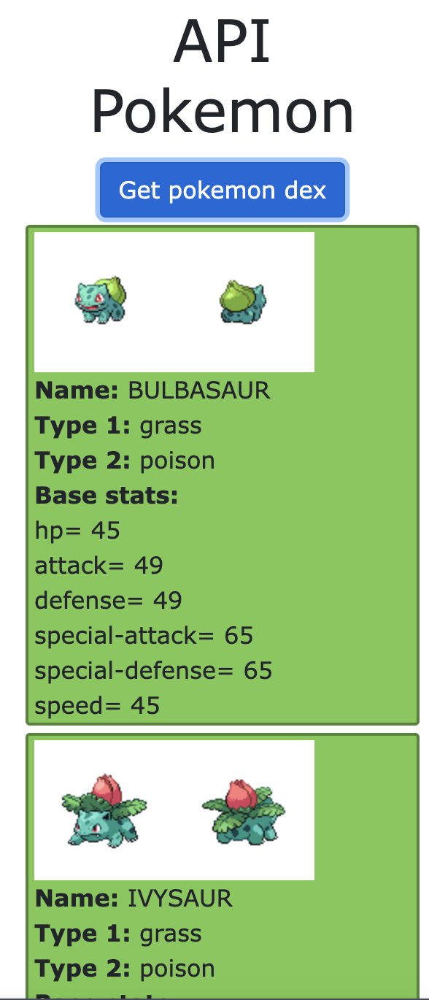 API
Pokemon
Get pokemon dex
Name: BULBASAUR
Type 1: grass
Type 2: poison
Base stats:
hp= 45
attack= 49
defense= 49
special-attack= 65
special-defense= 65
speed= 45
Name: IVYSAUR
Type 1: grass
Type 2: poison